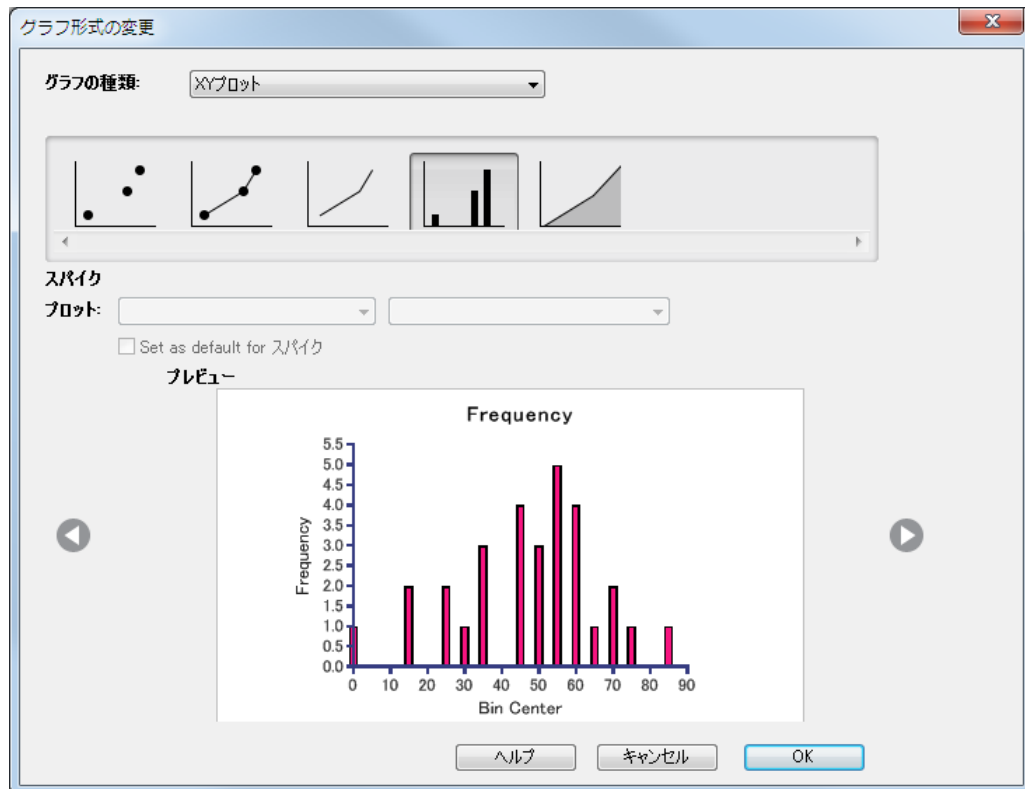 グラフ形式の変更
グラフの種類: XYプロット
スパイク
プロット:
Set as default for スパイク
プレビュー
Frequency
5.5
5.0
4.5
4.0
3.5
3.0
2.5
2.0
1.5
1.0
0.5
0.0
Frequency
0 10 20 30 40 50 60 70 80 90
Bin Center
ヘルプ キャンセル OK